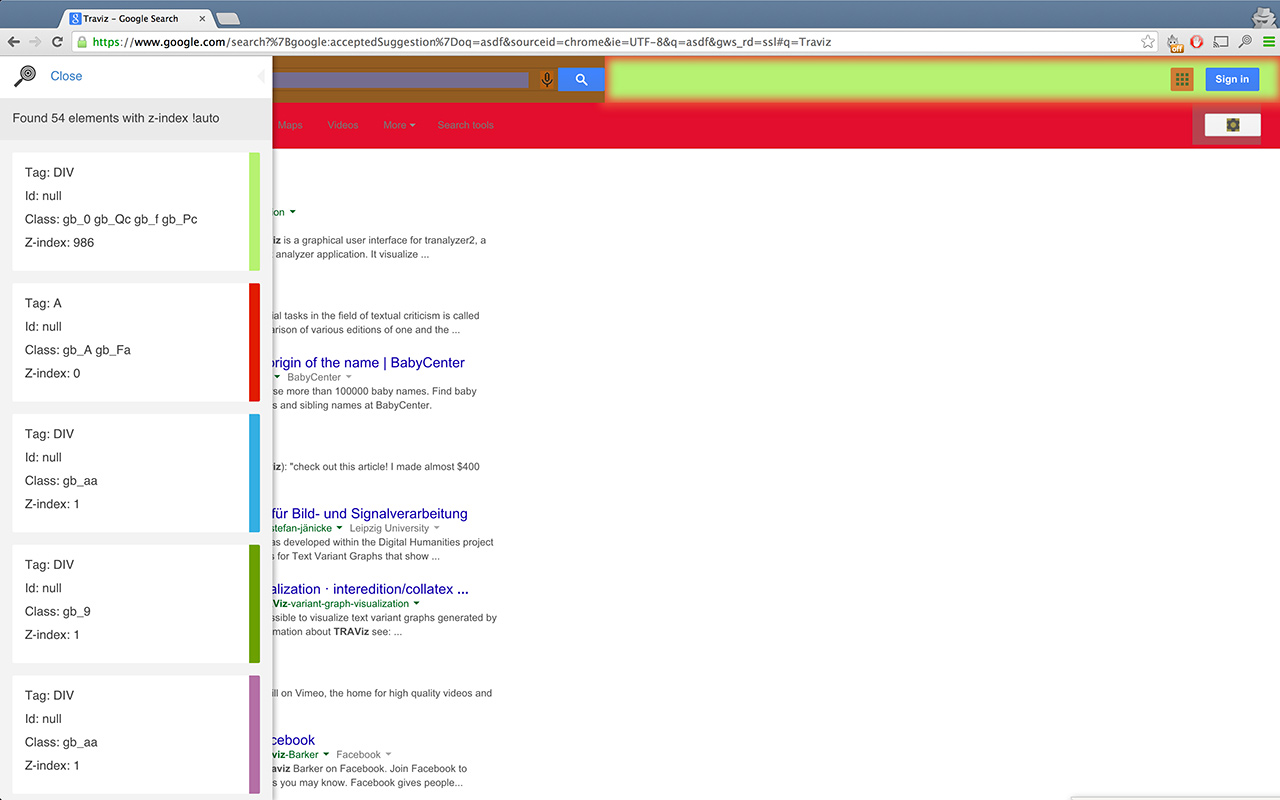 Traviz - Google Search
https://www.google.com/search?%7Bgoogle:acceptedSuggestion%7Doq=asdf&sourceid=chrome&ie=UTF-8&q=asdf&gws_rd=ssl#q=Traviz
off
Close
Found 54 elements with z-index !auto
Tag: DIV
Id: null
Class: gb_0 gb_Qc gb_f gb_Pc
Z-index: 986
Tag: A
Id: null
Class: gb_A gb_Fa
Z-index: 0
Tag: DIV
Id: null
Class: gb_aa
Z-index: 1
Tag: DIV
Id: null
Class: gb_9
Z-index: 1
Tag: DIV
Id: null
Class: gb_aa
Z-index: 1
Sign in
Maps Videos More Search tools
on
iz is a graphical user interface for tranalyzer2, a
analyzer application. It visualize ...
ial tasks in the field of textual criticism is called
arison of various editions of one and the ...
origin of the name | BabyCenter
BabyCenter
se more than 100000 baby names. Find baby
s and sibling names at BabyCenter.
iz): "check out this article! I made almost $400
für Bild- und Signalverarbeitung
stefan-jänicke Leipzig University
as developed within the Digital Humanities project
s for Text Variant Graphs that show ...
alization · interedition/collatex ...
Viz-variant-graph-visualization
ssible to visualize text variant graphs generated by
mation about TRAViz see: ...
ill on Vimeo, the home for high quality videos and
cebook
viz-Barker Facebook
aviz Barker on Facebook. Join Facebook to
s you may know. Facebook gives people...